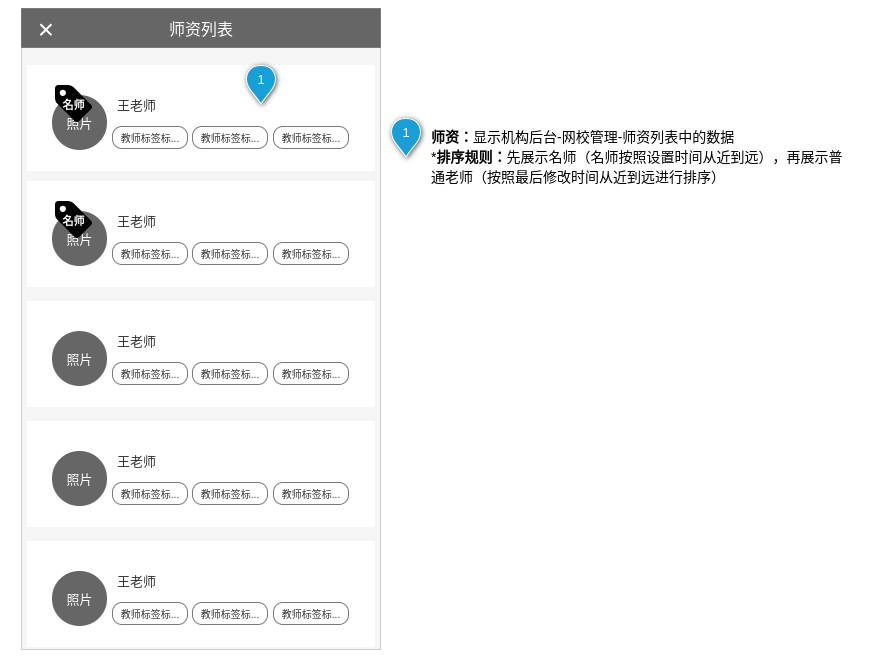 师资列表
1
名师
照片
王老师
教师标签标... 教师标签标... 教师标签标...
名师
照片
王老师
教师标签标... 教师标签标... 教师标签标...
照片
王老师
教师标签标... 教师标签标... 教师标签标...
照片
王老师
教师标签标... 教师标签标... 教师标签标...
照片
王老师
教师标签标... 教师标签标... 教师标签标...
1
师资：显示机构后台-网校管理-师资列表中的数据
*排序规则：先展示名师（名师按照设置时间从近到远），再展示普
通老师（按照最后修改时间从近到远进行排序）